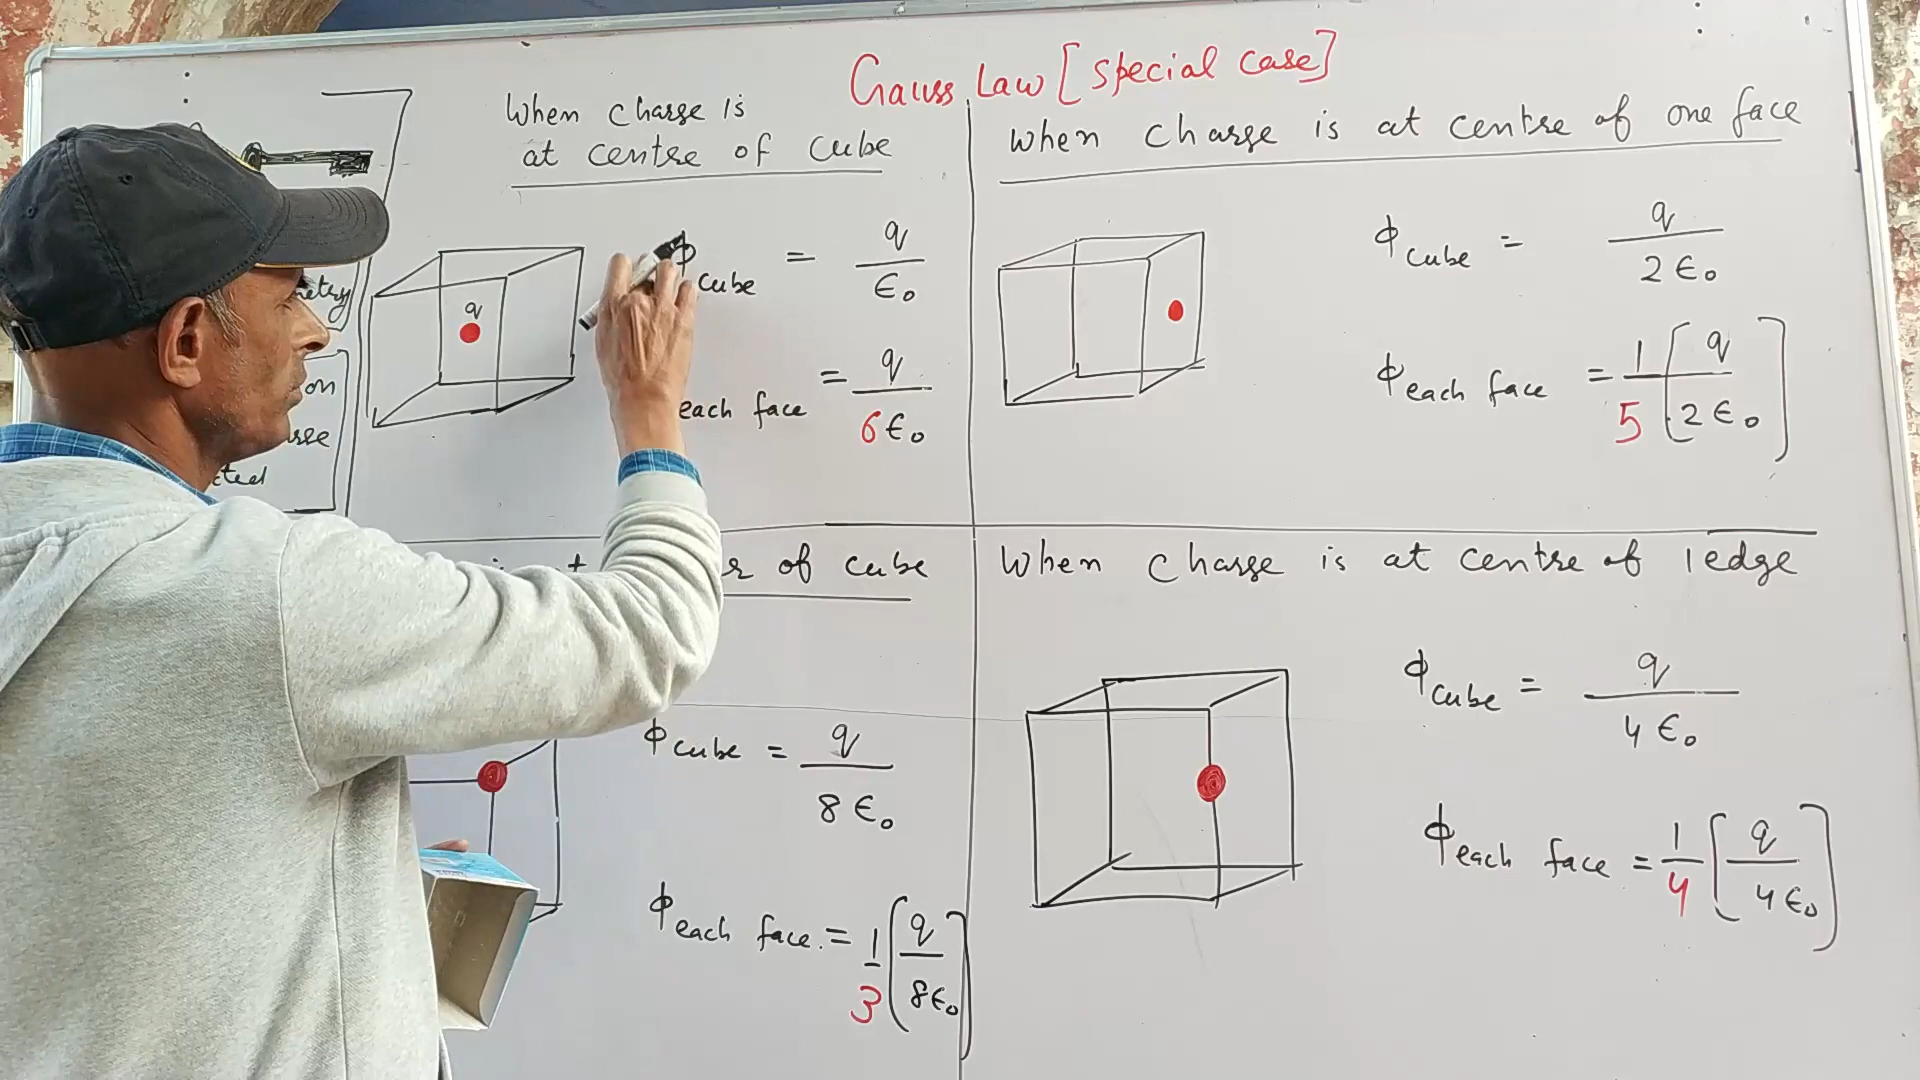 Gauss Law [special case]
When charge is
at centre of cube
q
ϕcube = q/ϵ₀
each face = q/6ϵ₀
When charge is at centre of one face
ϕcube = q/2ϵ₀
ϕeach face = 1/5 [q/2ϵ₀]
of cube
ϕcube = q/8ϵ₀
ϕeach face. = 1/3 [q/8ϵ₀]
When charge is at centre of 1 edge
ϕcube = q/4ϵ₀
ϕeach face = 1/4 [q/4ϵ₀]
on